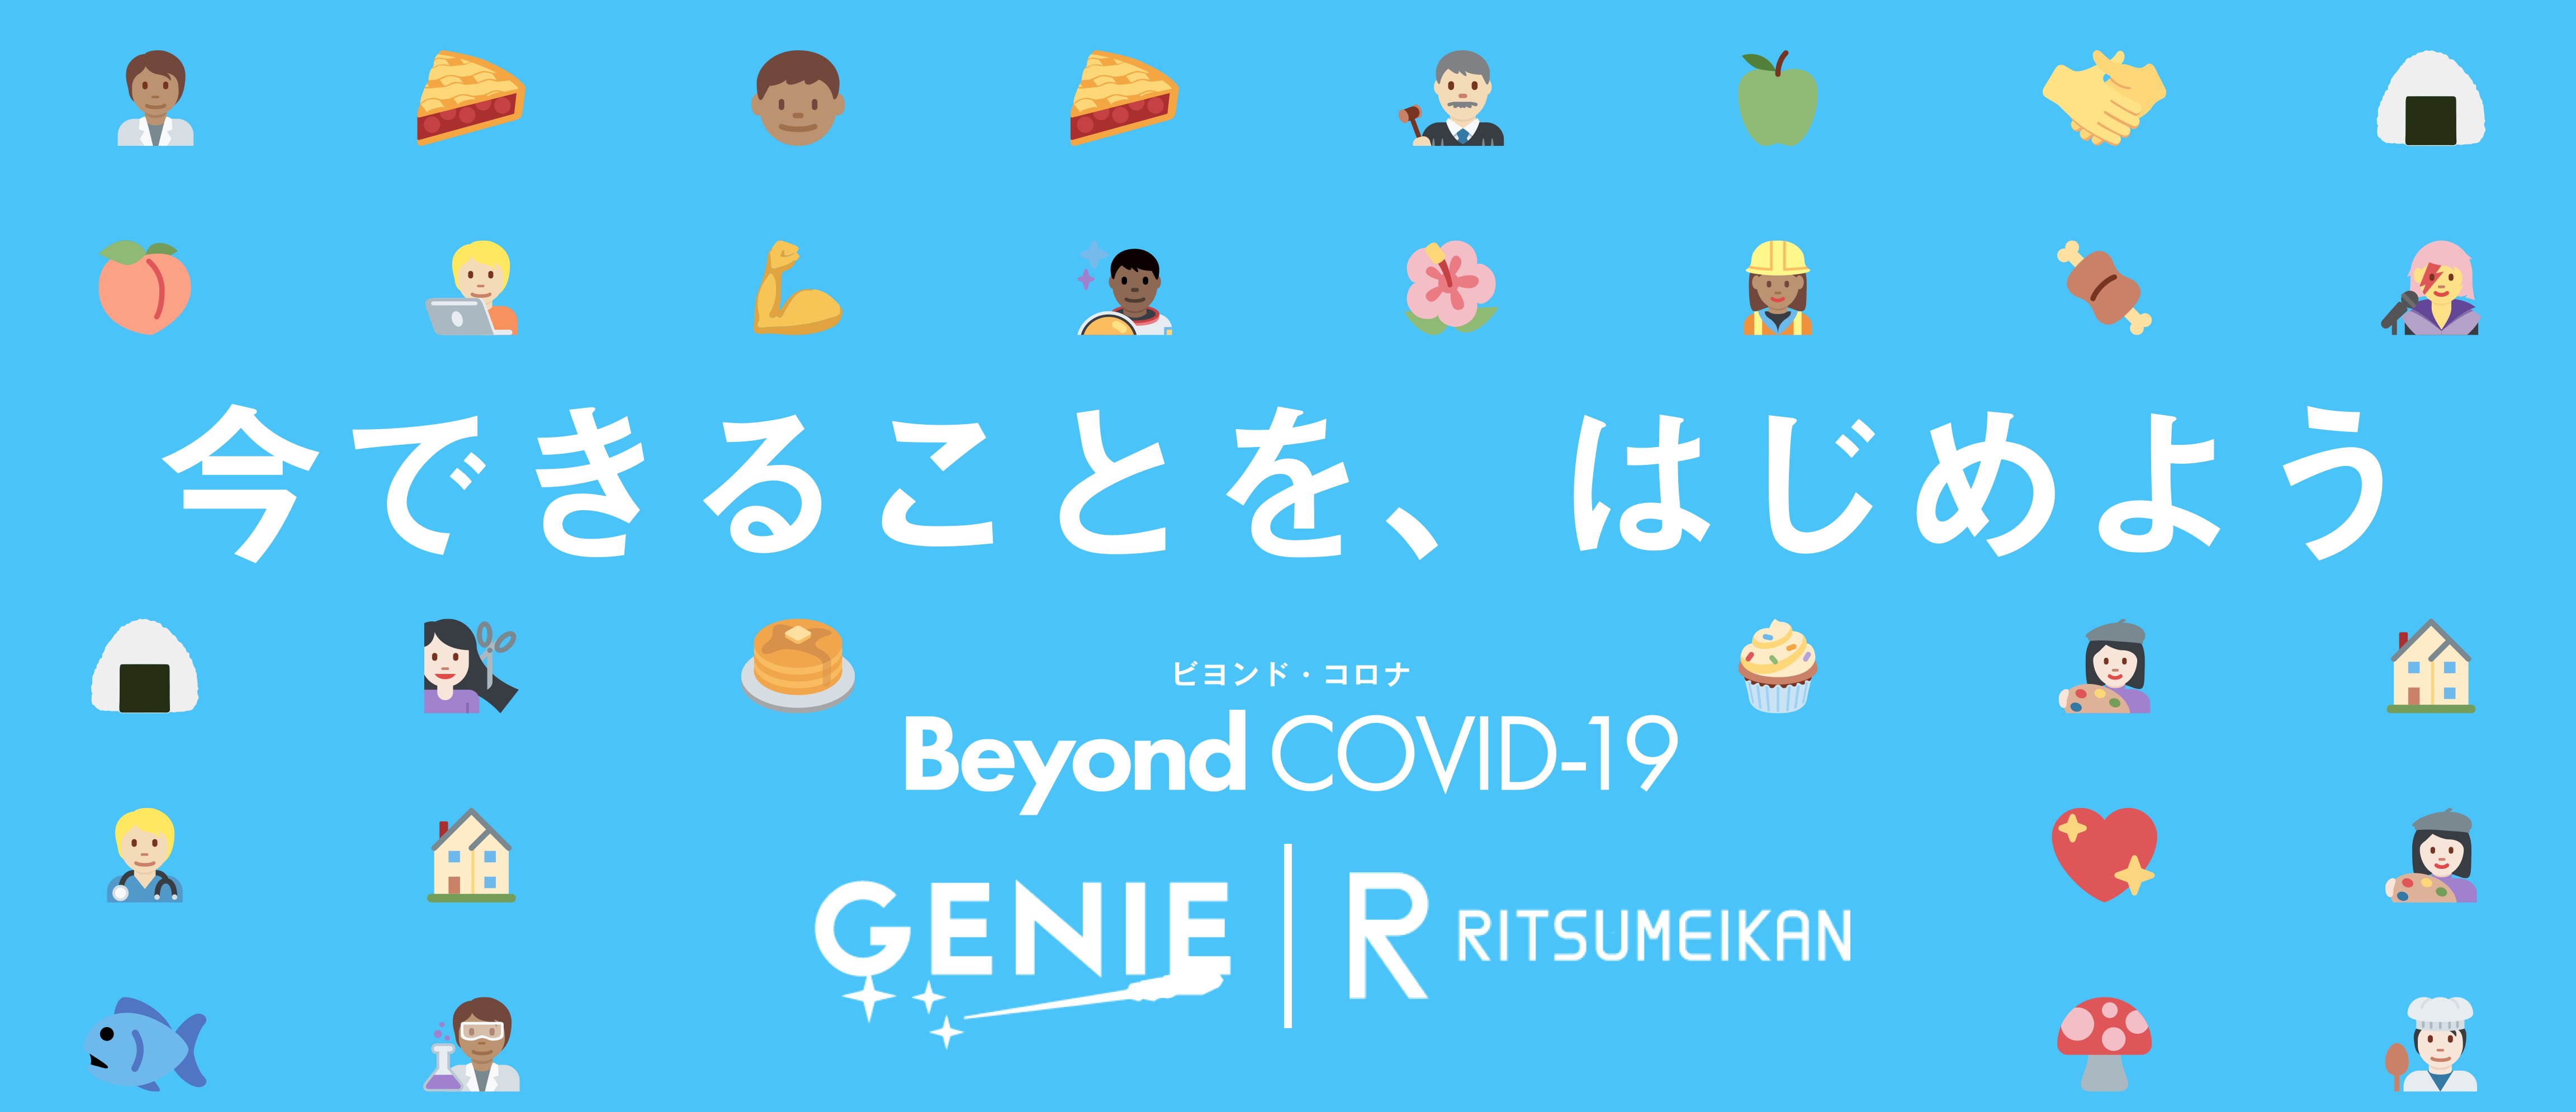 今できることを、はじめよう
ビヨンド・コロナ
Beyond COVID-19
GENIE
R RITSUMEIKAN